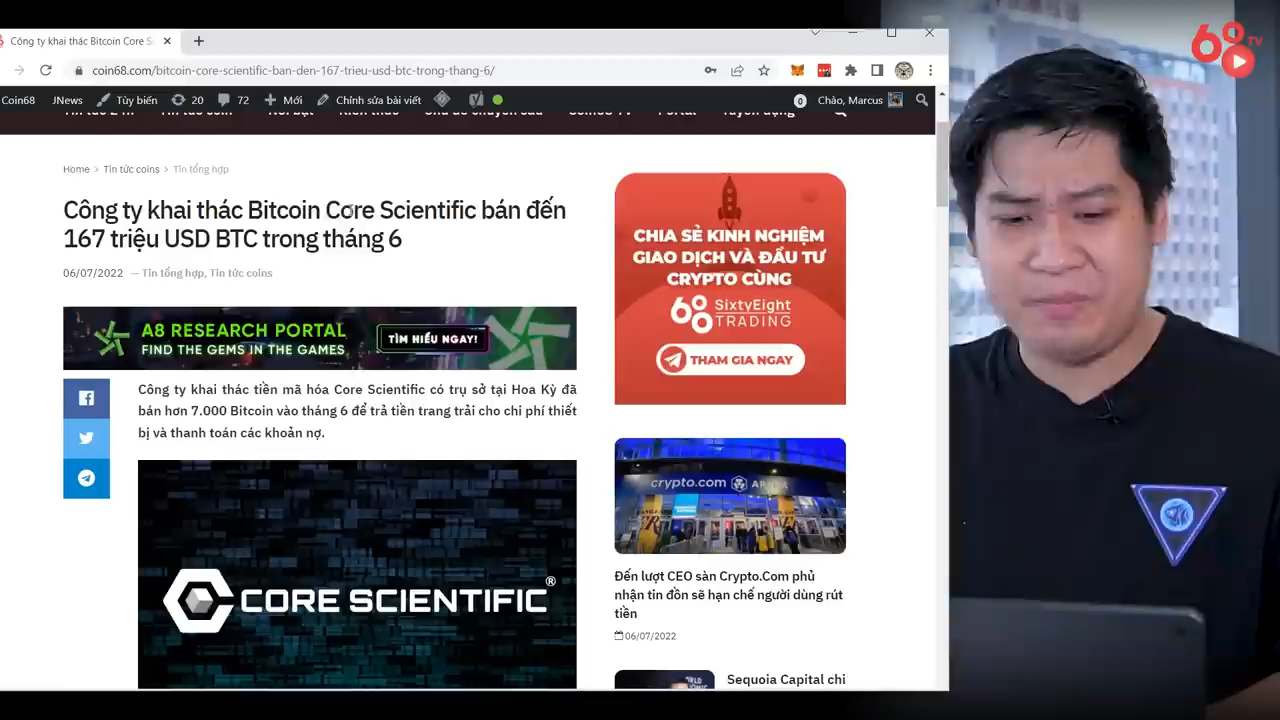 Công ty khai thác Bitcoin Core S
coin68.com/bitcoin-core-scientific-ban-den-167-trieu-usd-btc-trong-thang-6/
Coin68 JNews Tùy biến 20 72 Mới Chỉnh sửa bài viết 0 Chào, Marcus
68 TV
Home > Tin tức coins > Tin tổng hợp
Công ty khai thác Bitcoin Core Scientific bán đến
167 triệu USD BTC trong tháng 6
06/07/2022 — Tin tổng hợp, Tin tức coins
A8 RESEARCH PORTAL
FIND THE GEMS IN THE GAMES
TÌM HIỂU NGAY!
Công ty khai thác tiền mã hóa Core Scientific có trụ sở tại Hoa Kỳ đã
bán hơn 7.000 Bitcoin vào tháng 6 để trả tiền trang trải cho chi phí thiết
bị và thanh toán các khoản nợ.
CORE SCIENTIFIC®
CHIA SẺ KINH NGHIỆM
GIAO DỊCH VÀ ĐẦU TƯ
CRYPTO CÙNG
68 SixtyEight
TRADING
THAM GIA NGAY
crypto.com
Đến lượt CEO sàn Crypto.Com phủ
nhận tin đồn sẽ hạn chế người dùng rút
tiền
06/07/2022
Sequoia Capital chi